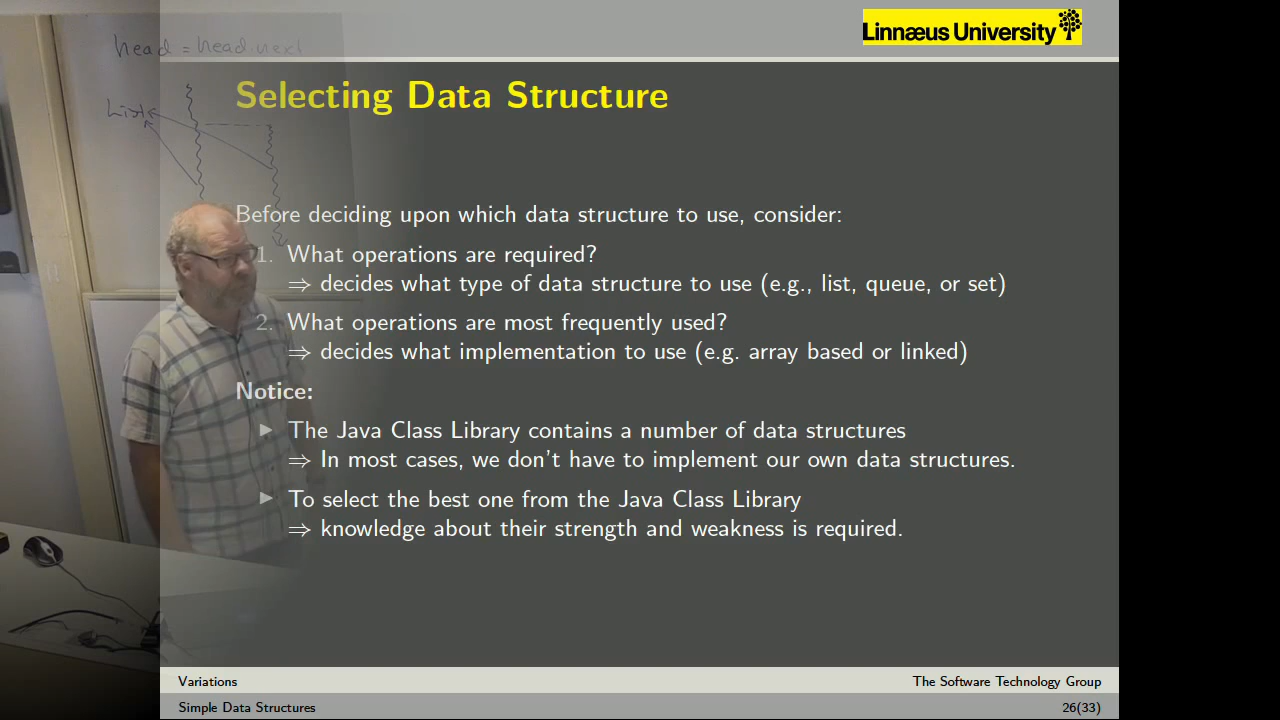 head = head.next
List
Linnæus University
Selecting Data Structure
Before deciding upon which data structure to use, consider:
1. What operations are required?
⇒ decides what type of data structure to use (e.g., list, queue, or set)
2. What operations are most frequently used?
⇒ decides what implementation to use (e.g. array based or linked)
Notice:
▶ The Java Class Library contains a number of data structures
⇒ In most cases, we don't have to implement our own data structures.
▶ To select the best one from the Java Class Library
⇒ knowledge about their strength and weakness is required.
Variations
The Software Technology Group
Simple Data Structures
26(33)